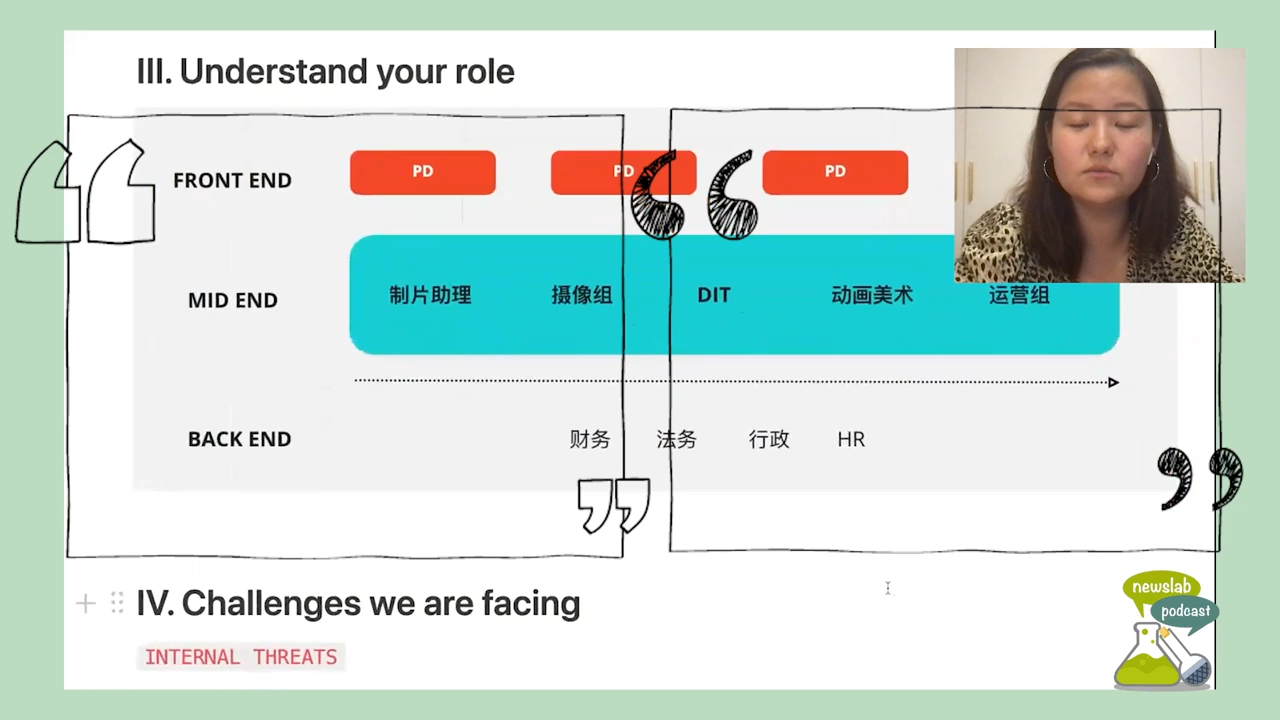 III. Understand your role
FRONT END
PD
PD
PD
MID END
制片助理
摄像组
DIT
动画美术
运营组
BACK END
财务
法务
行政
HR
IV. Challenges we are facing
INTERNAL THREATS
newslab
podcast